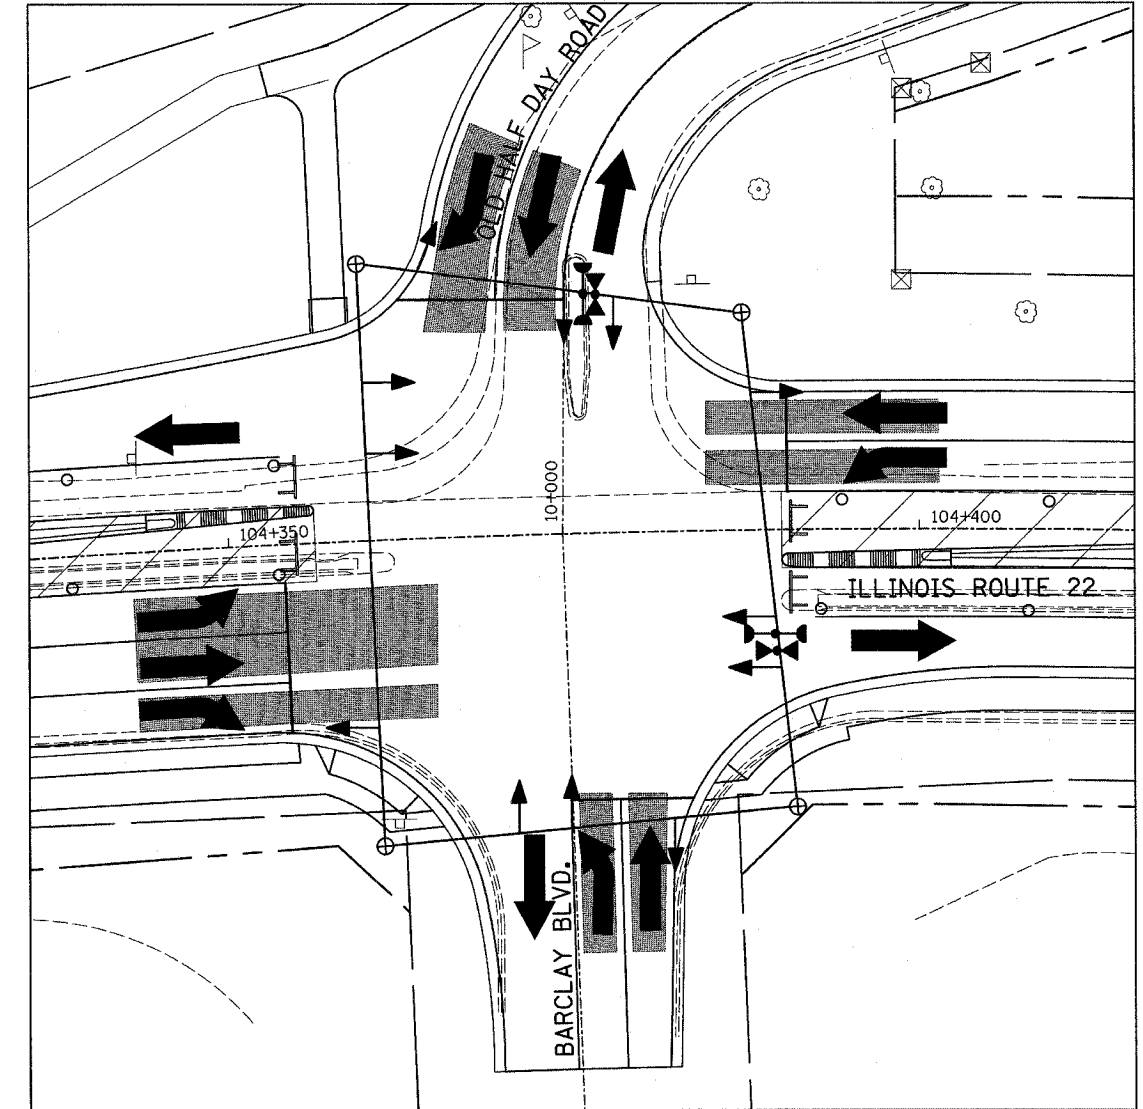 OLD HALF DAY ROAD
10+000
104+350
104+400
ILLINOIS ROUTE 22
BARCLAY BLVD.